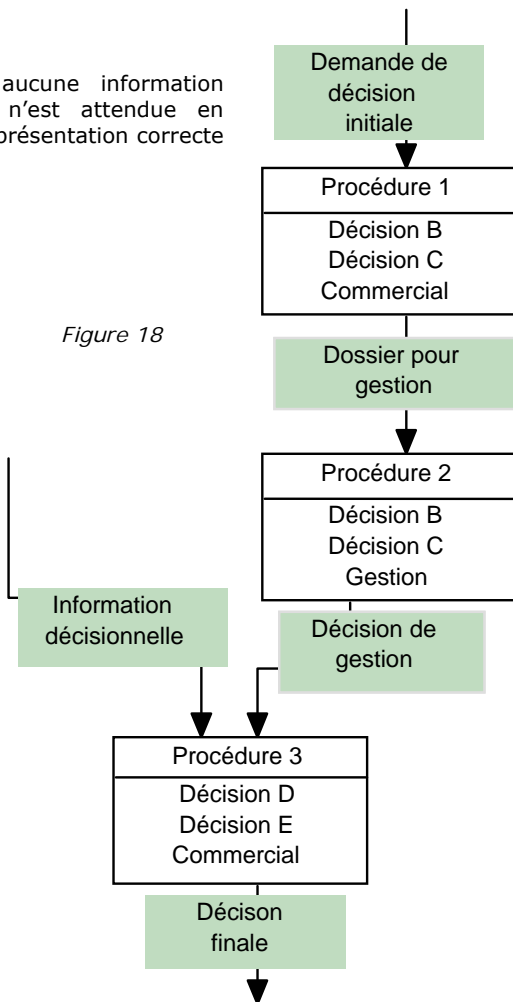 aucune information
n'est attendue en
présentation correcte
Demande de
décision
initiale
Procédure 1
Décision B
Décision C
Commercial
Figure 18
Dossier pour
gestion
Procédure 2
Décision B
Décision C
Gestion
Information
décisionnelle
Décision de
gestion
Procédure 3
Décision D
Décision E
Commercial
Décison
finale